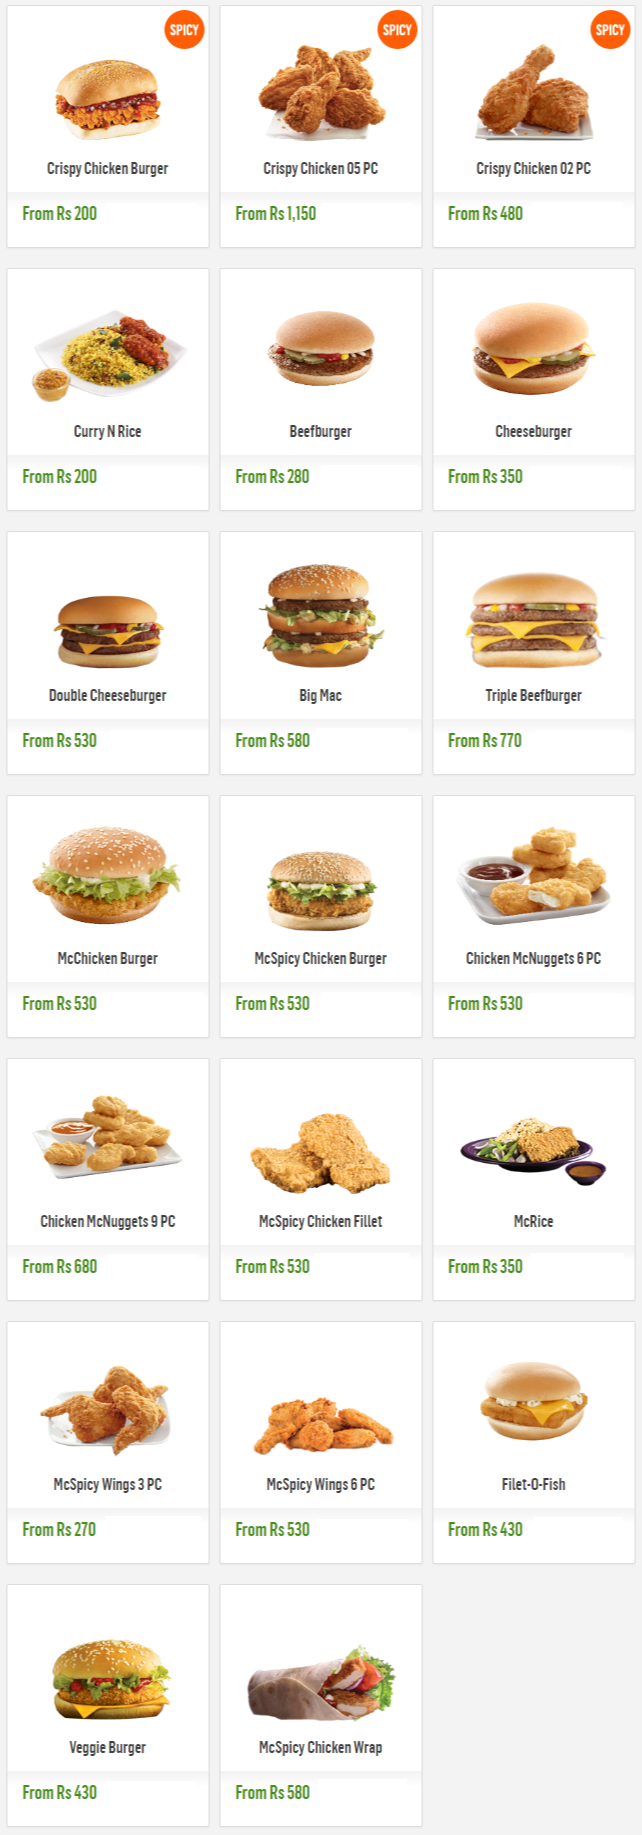 SPICY
Crispy Chicken Burger
From Rs 200
SPICY
Crispy Chicken 05 PC
From Rs 1,150
SPICY
Crispy Chicken 02 PC
From Rs 480
Curry N Rice
From Rs 200
Beefburger
From Rs 280
Cheeseburger
From Rs 350
Double Cheeseburger
From Rs 530
Big Mac
From Rs 580
Triple Beefburger
From Rs 770
McChicken Burger
From Rs 530
McSpicy Chicken Burger
From Rs 530
Chicken McNuggets 6 PC
From Rs 530
Chicken McNuggets 9 PC
From Rs 680
McSpicy Chicken Fillet
From Rs 530
McRice
From Rs 350
McSpicy Wings 3 PC
From Rs 270
McSpicy Wings 6 PC
From Rs 530
Filet-O-Fish
From Rs 430
Veggie Burger
From Rs 430
McSpicy Chicken Wrap
From Rs 580